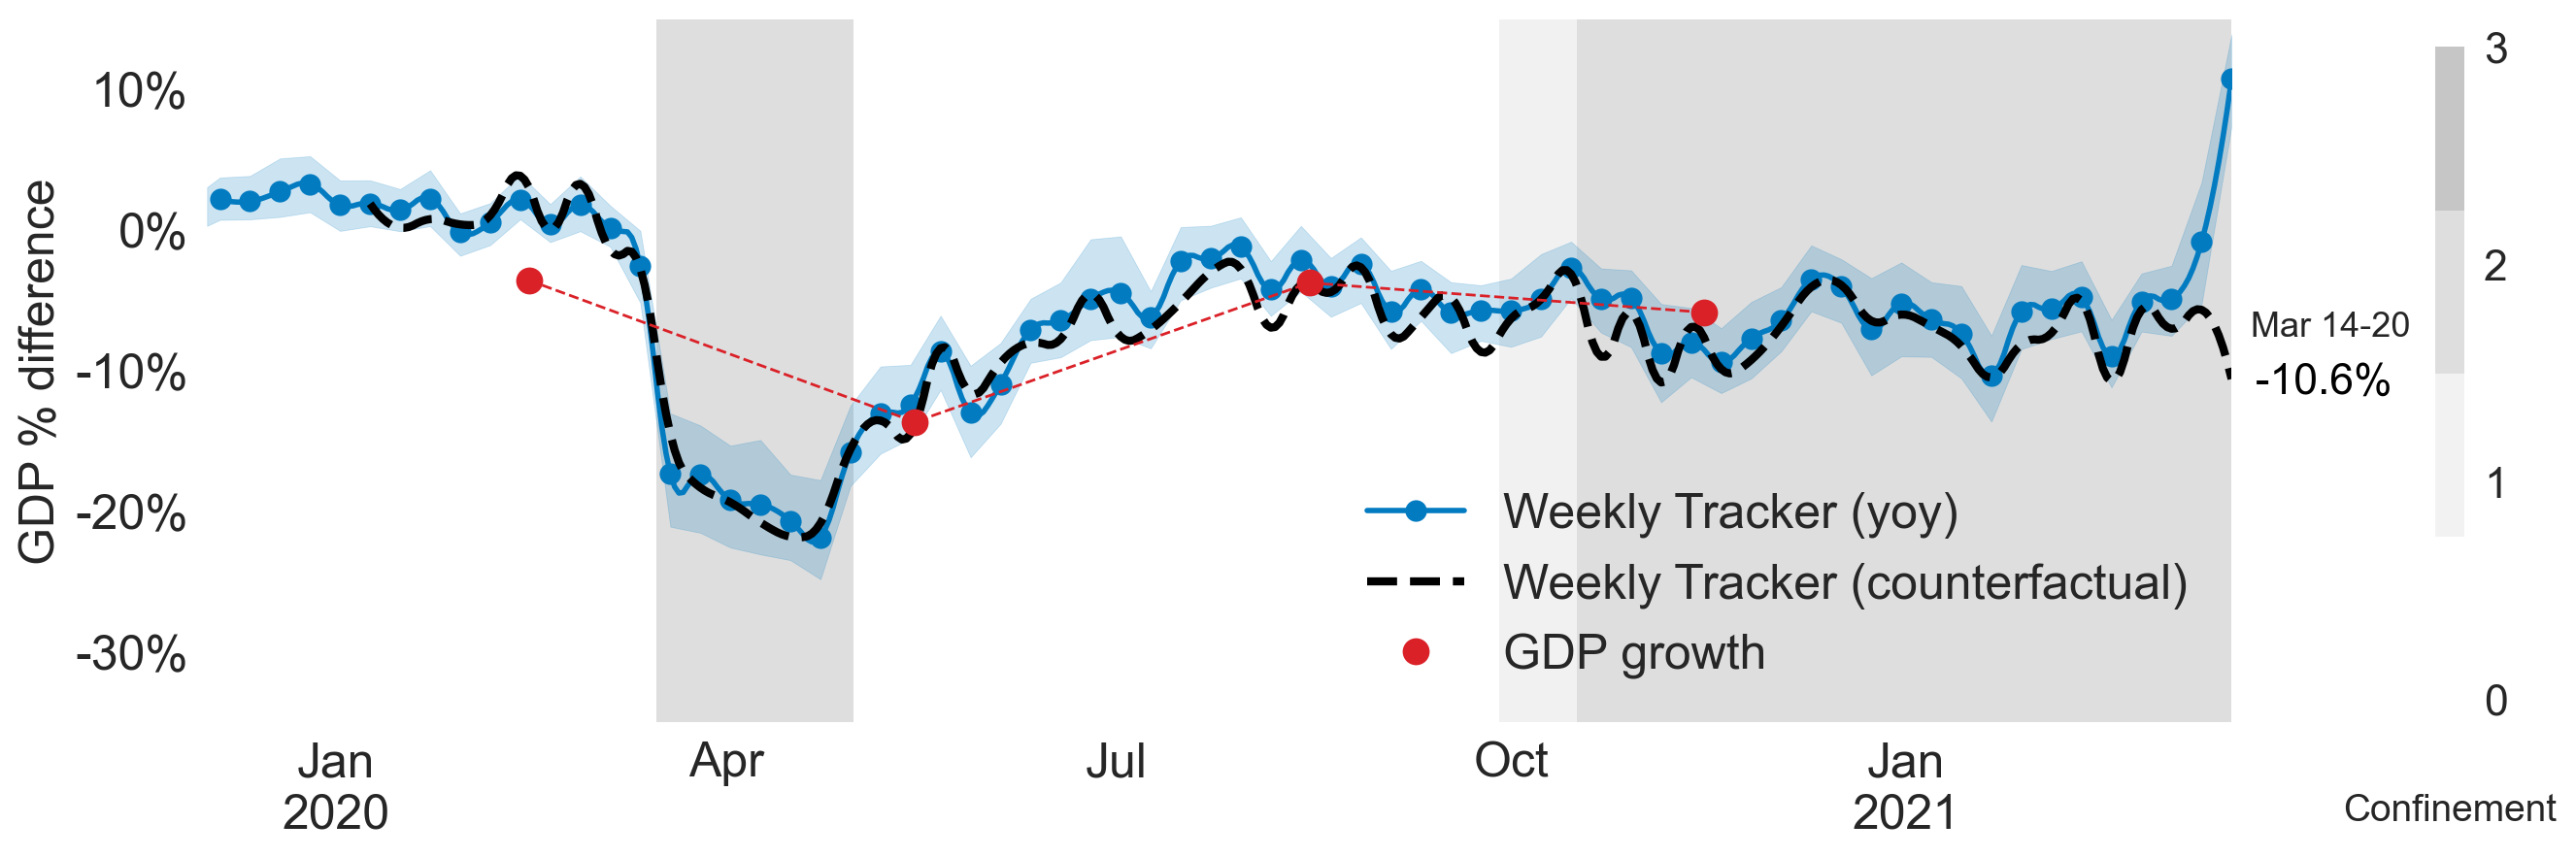 GDP % difference
10%
0%
-10%
-20%
-30%
Jan
2020
Apr
Jul
Oct
Jan
2021
Weekly Tracker (yoy)
Weekly Tracker (counterfactual)
GDP growth
Mar 14-20
-10.6%
3
2
1
0
Confinement